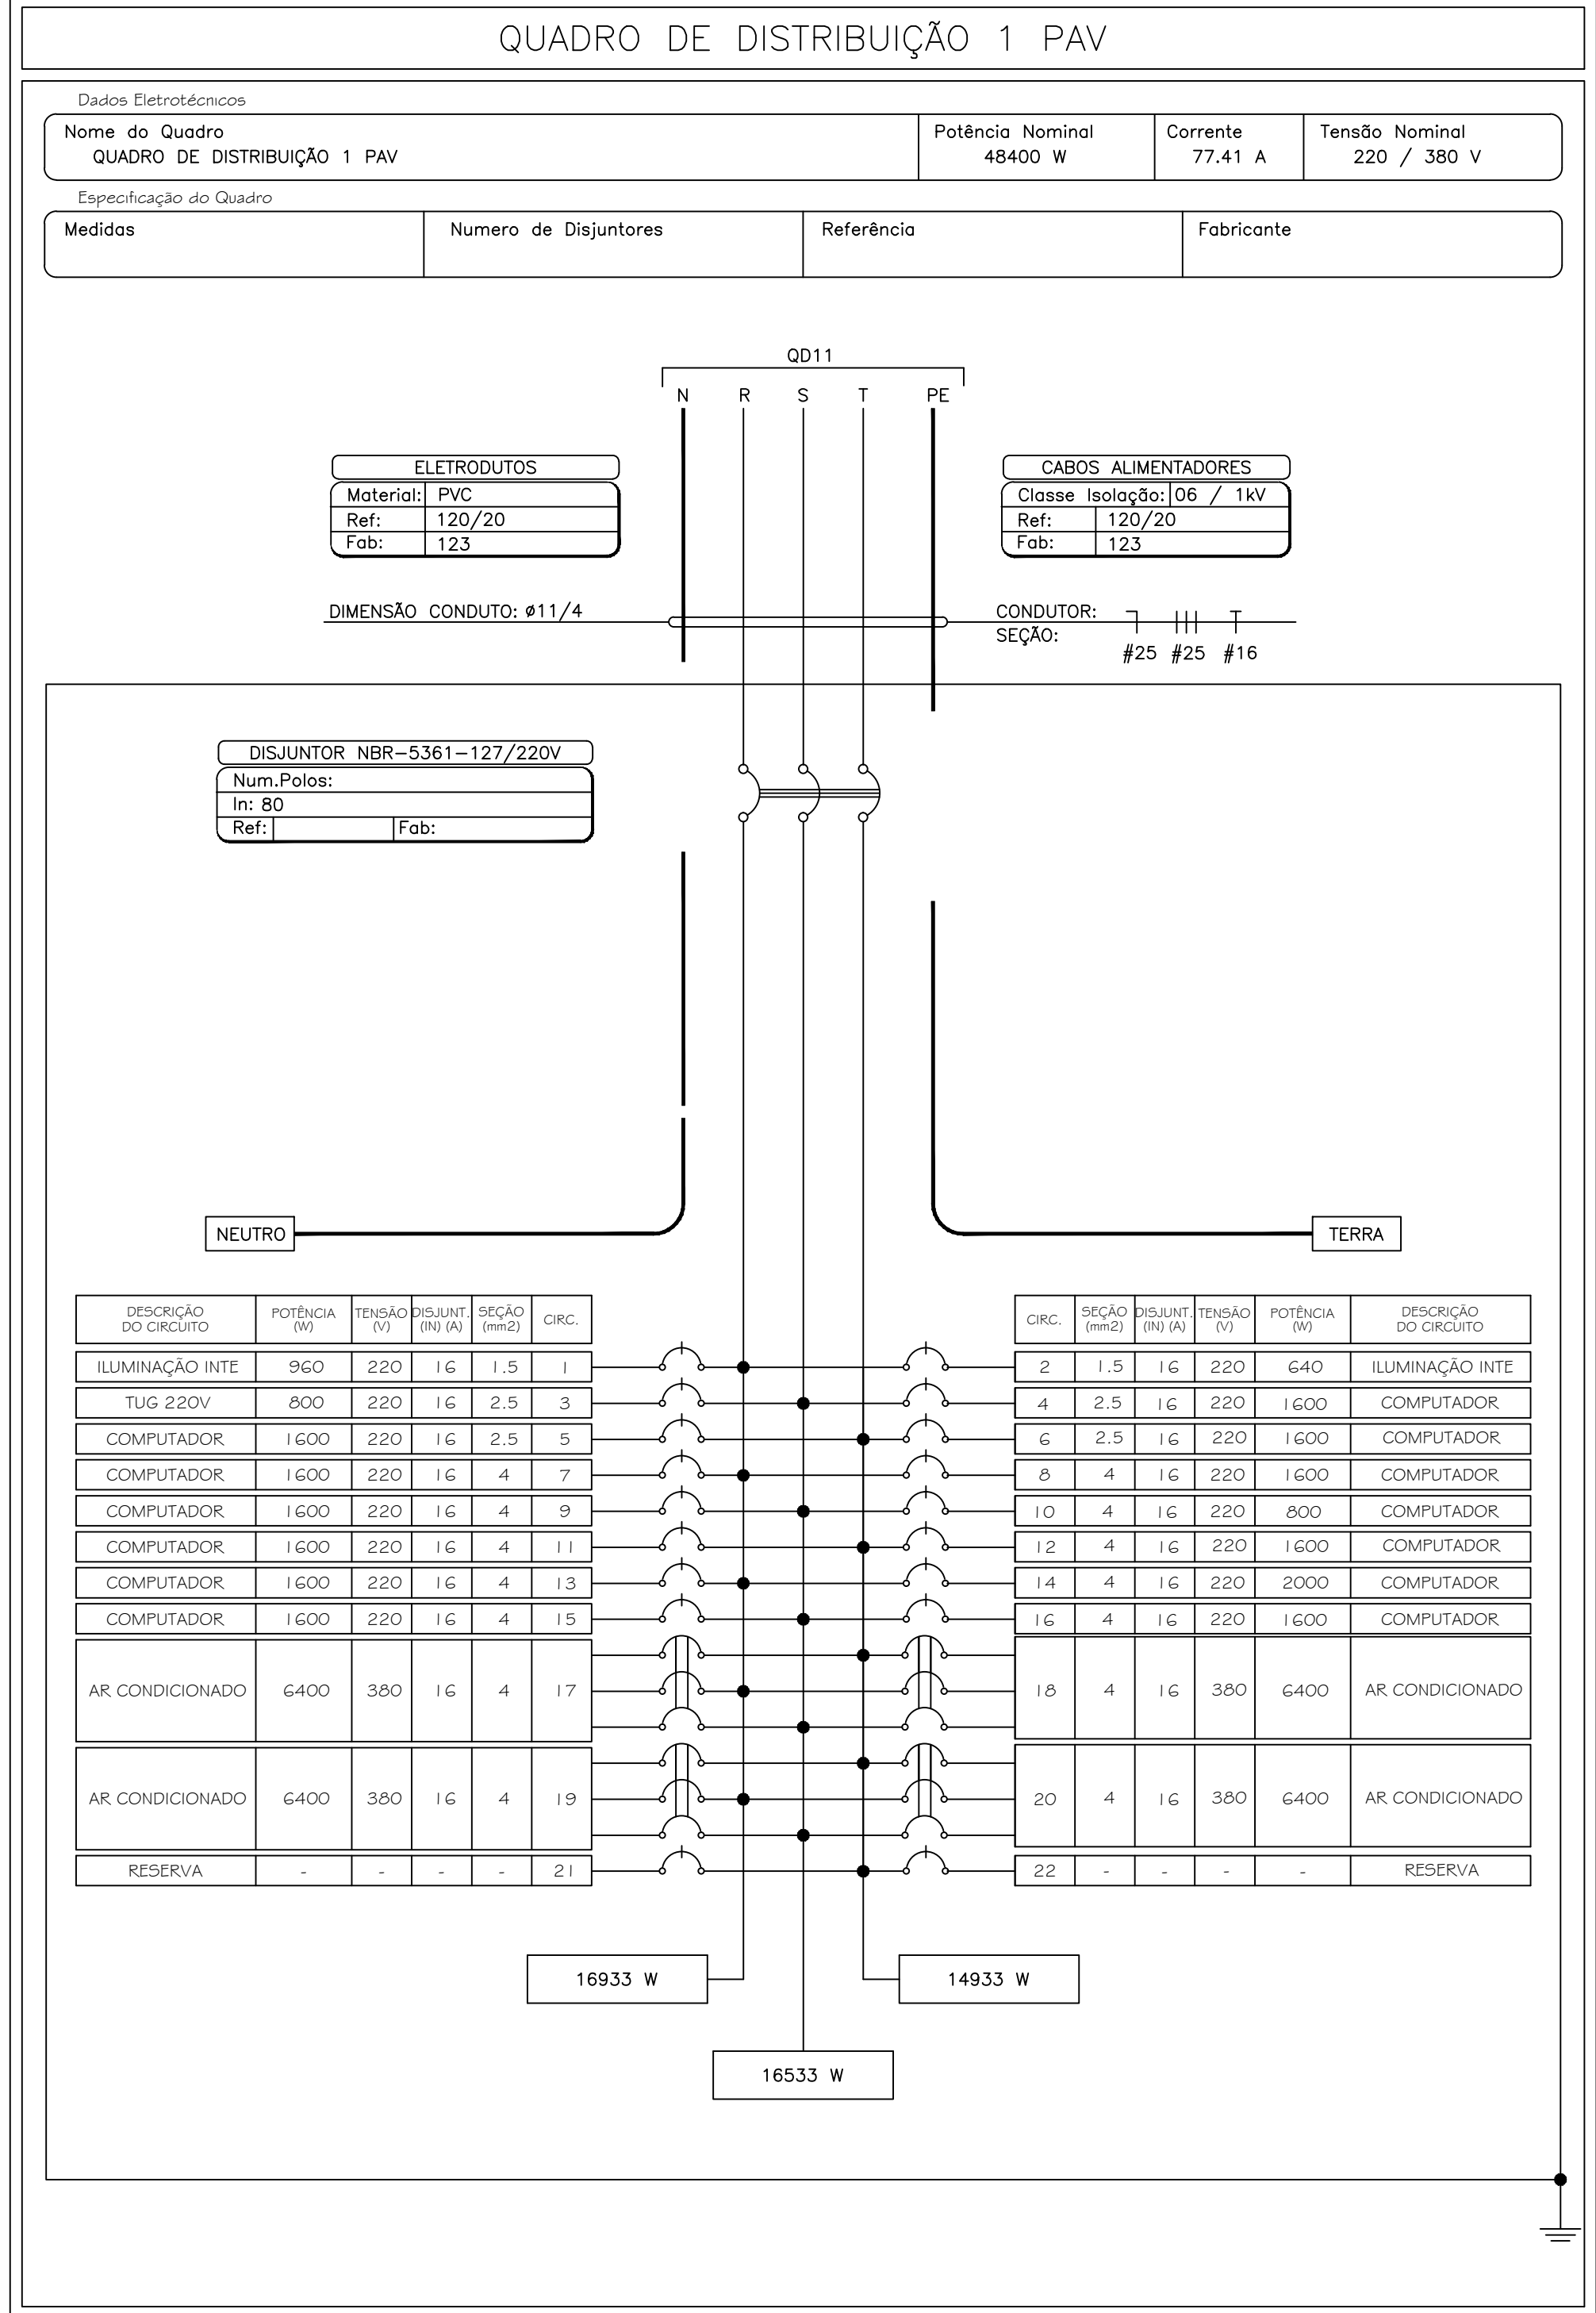 QUADRO DE DISTRIBUIÇÃO 1 PAV
Dados Eletrotécnicos
Nome do Quadro
QUADRO DE DISTRIBUIÇÃO 1 PAV
Potência Nominal
48400 W
Corrente
77.41 A
Tensão Nominal
220 / 380 V
Especificação do Quadro
Medidas
Numero de Disjuntores
Referência
Fabricante
QD11
N R S T PE
ELETRODUTOS
Material: PVC
Ref: 120/20
Fab: 123
CABOS ALIMENTADORES
Classe Isolação: 06 / 1kV
Ref: 120/20
Fab: 123
DIMENSÃO CONDUTO: ø11/4
CONDUTOR:
SEÇÃO:
#25 #25 #16
DISJUNTOR NBR-5361-127/220V
Num.Polos:
In: 80
Ref: Fab:
NEUTRO
TERRA
DESCRIÇÃO DO CIRCUITO POTÊNCIA (W) TENSÃO (V) DISJUNT. (IN) (A) SEÇÃO (mm2) CIRC.
ILUMINAÇÃO INTE 960 220 16 1.5 1
TUG 220V 800 220 16 2.5 3
COMPUTADOR 1600 220 16 2.5 5
COMPUTADOR 1600 220 16 4 7
COMPUTADOR 1600 220 16 4 9
COMPUTADOR 1600 220 16 4 11
COMPUTADOR 1600 220 16 4 13
COMPUTADOR 1600 220 16 4 15
AR CONDICIONADO 6400 380 16 4 17
AR CONDICIONADO 6400 380 16 4 19
RESERVA - - - - 21
CIRC. SEÇÃO (mm2) DISJUNT. (IN) (A) TENSÃO (V) POTÊNCIA (W) DESCRIÇÃO DO CIRCUITO
2 1.5 16 220 640 ILUMINAÇÃO INTE
4 2.5 16 220 1600 COMPUTADOR
6 2.5 16 220 1600 COMPUTADOR
8 4 16 220 1600 COMPUTADOR
10 4 16 220 800 COMPUTADOR
12 4 16 220 1600 COMPUTADOR
14 4 16 220 2000 COMPUTADOR
16 4 16 220 1600 COMPUTADOR
18 4 16 380 6400 AR CONDICIONADO
20 4 16 380 6400 AR CONDICIONADO
22 - - - - RESERVA
16933 W
14933 W
16533 W